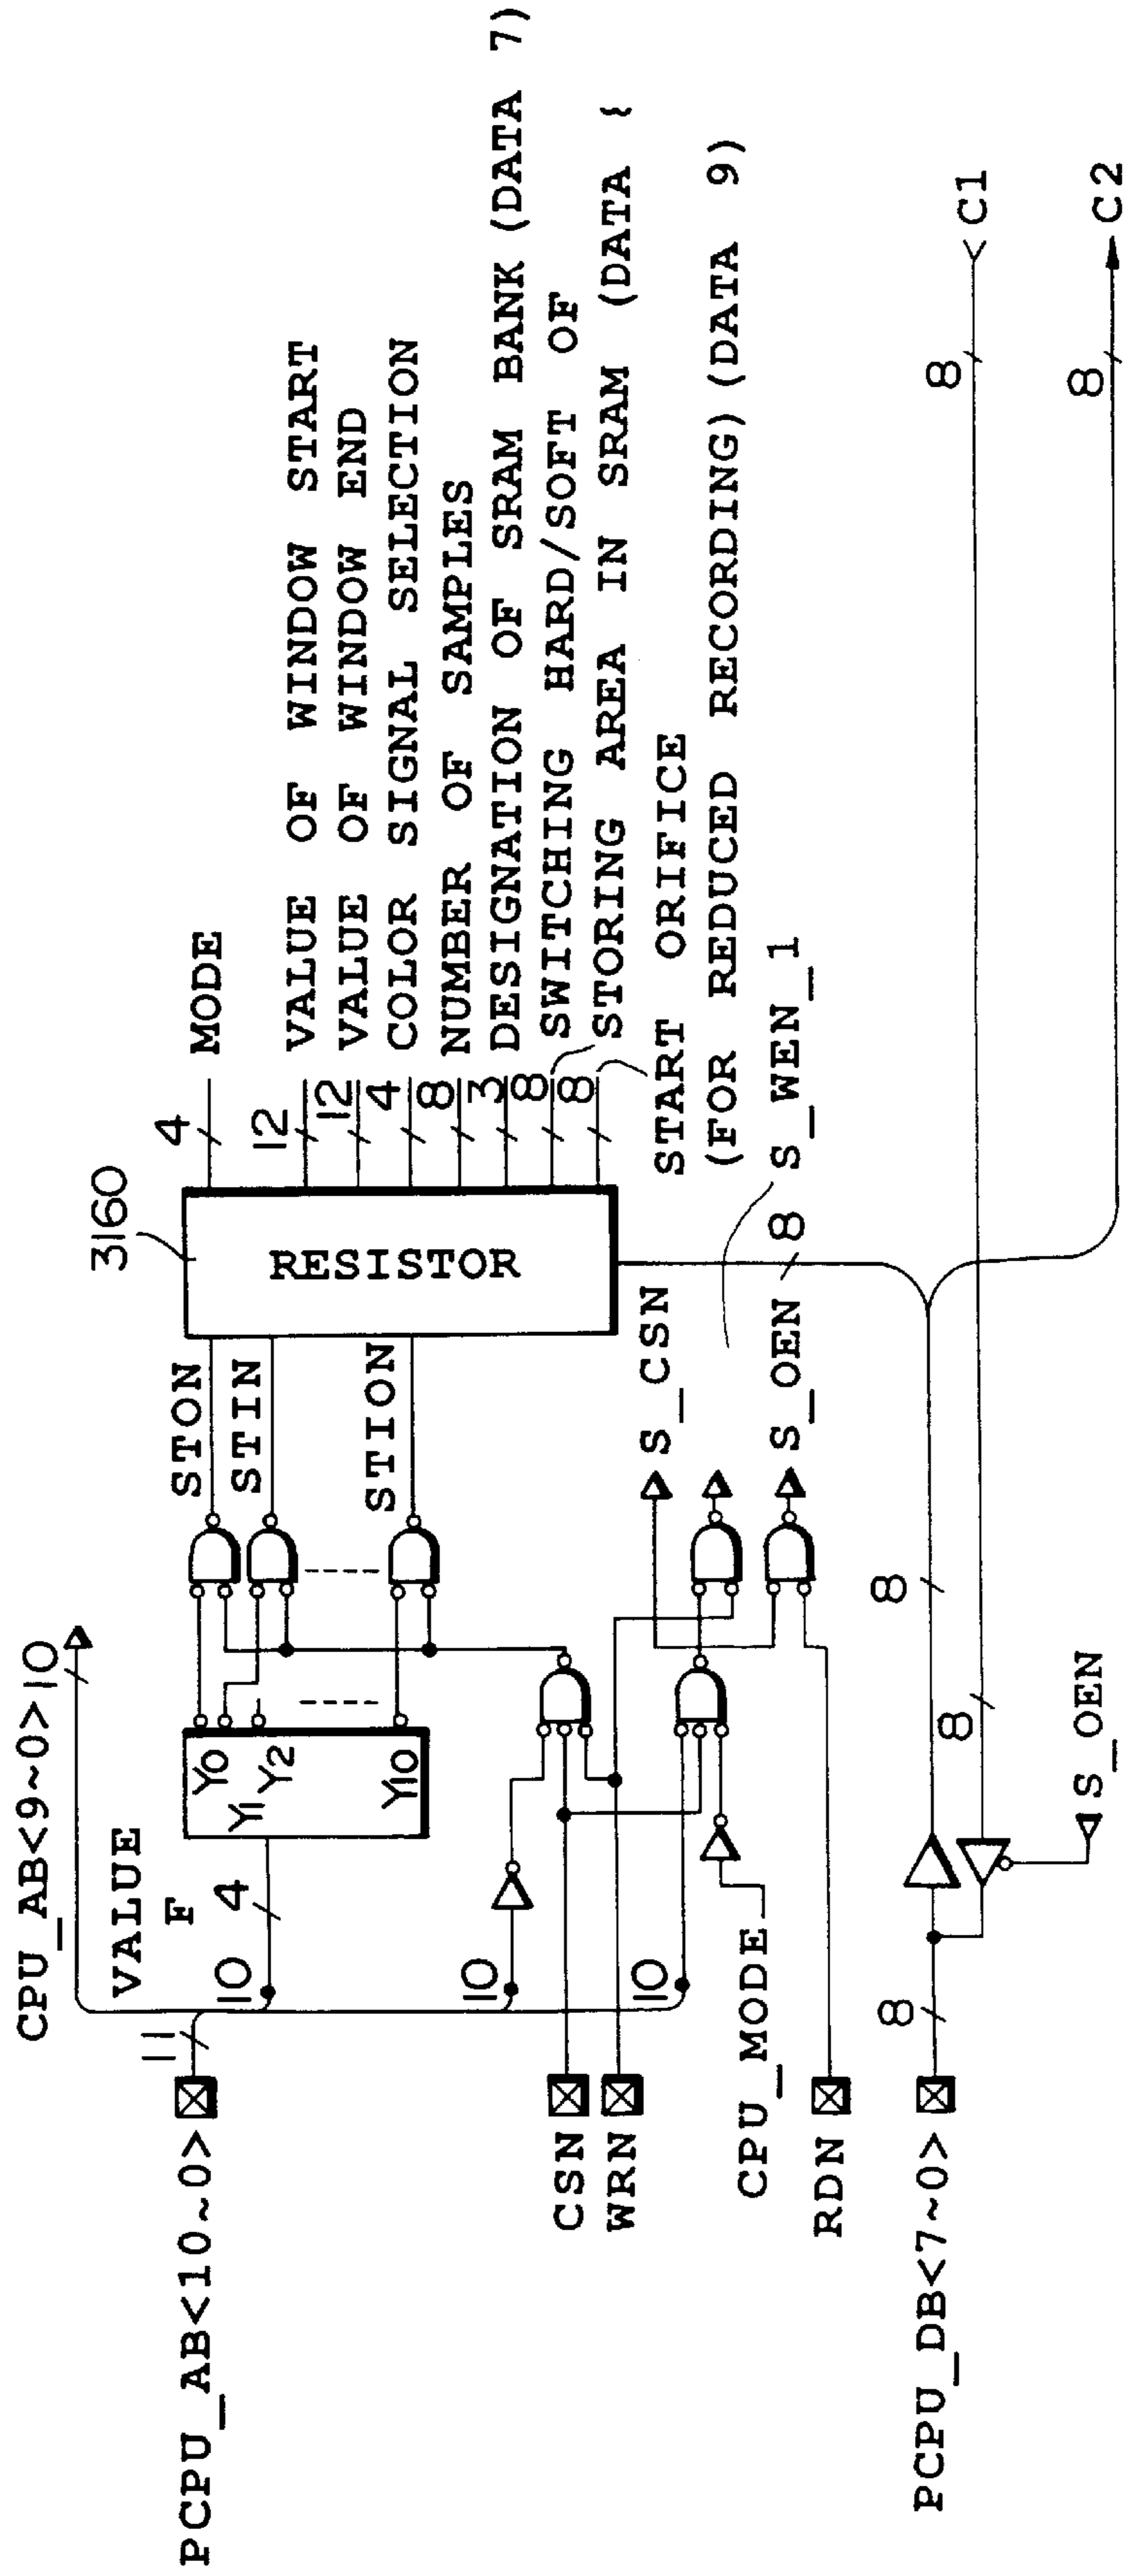 CPU_AB<9~0>10
VALUE
F
11
10
4
Y0
Y1
Y2
Y10
PCPU_AB<10~0>
STON
STIN
STION
3160
RESISTOR
4
MODE
12
VALUE OF WINDOW START
12
VALUE OF WINDOW END
4
COLOR SIGNAL SELECTION
8
NUMBER OF SAMPLES
3
DESIGNATION OF SRAM BANK (DATA 7)
8
SWITCHING HARD/SOFT OF
STORING AREA IN SRAM (DATA
8
START ORIFICE
(FOR REDUCED RECORDING) (DATA 9)
10
CSN
WRN
10
CPU_MODE
RDN
S_CSN
S_WEN_1
S_OEN
8
PCPU_DB<7~0>
8
8
8
S_OEN
8
C1
8
C2